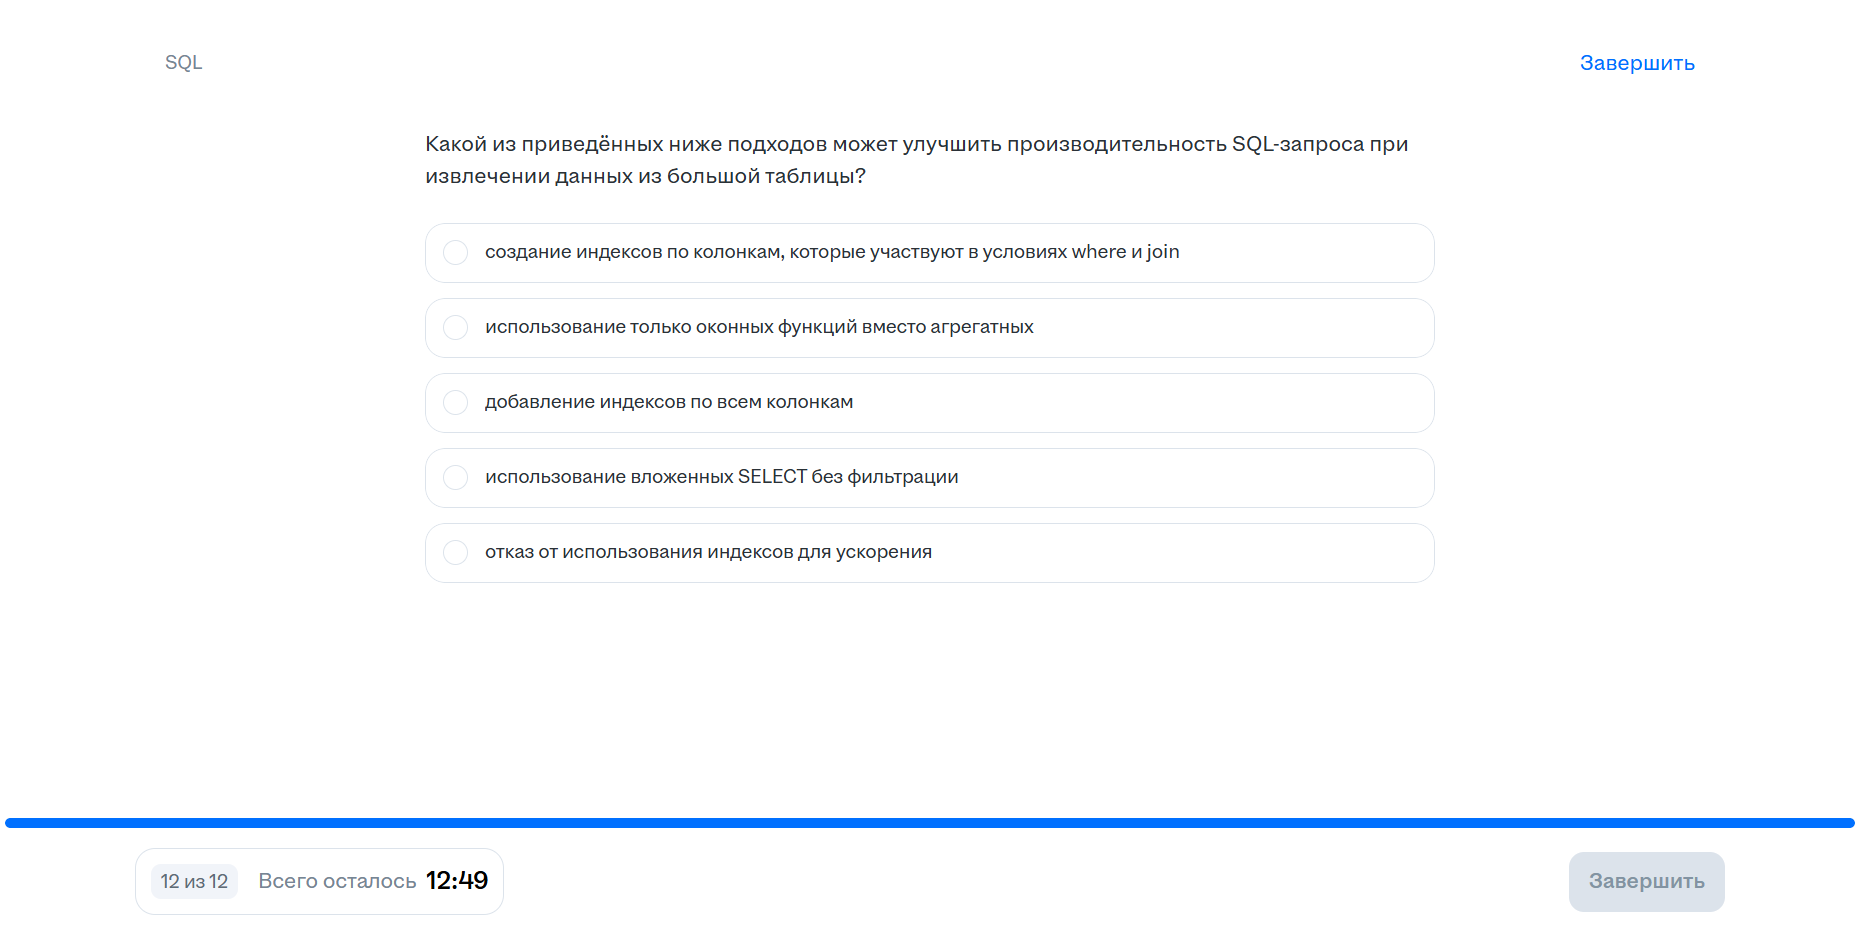 SQL
Завершить
Какой из приведённых ниже подходов может улучшить производительность SQL-запроса при
извлечении данных из большой таблицы?
создание индексов по колонкам, которые участвуют в условиях where и join
использование только оконных функций вместо агрегатных
добавление индексов по всем колонкам
использование вложенных SELECT без фильтрации
отказ от использования индексов для ускорения
12 из 12
Всего осталось 12:49
Завершить